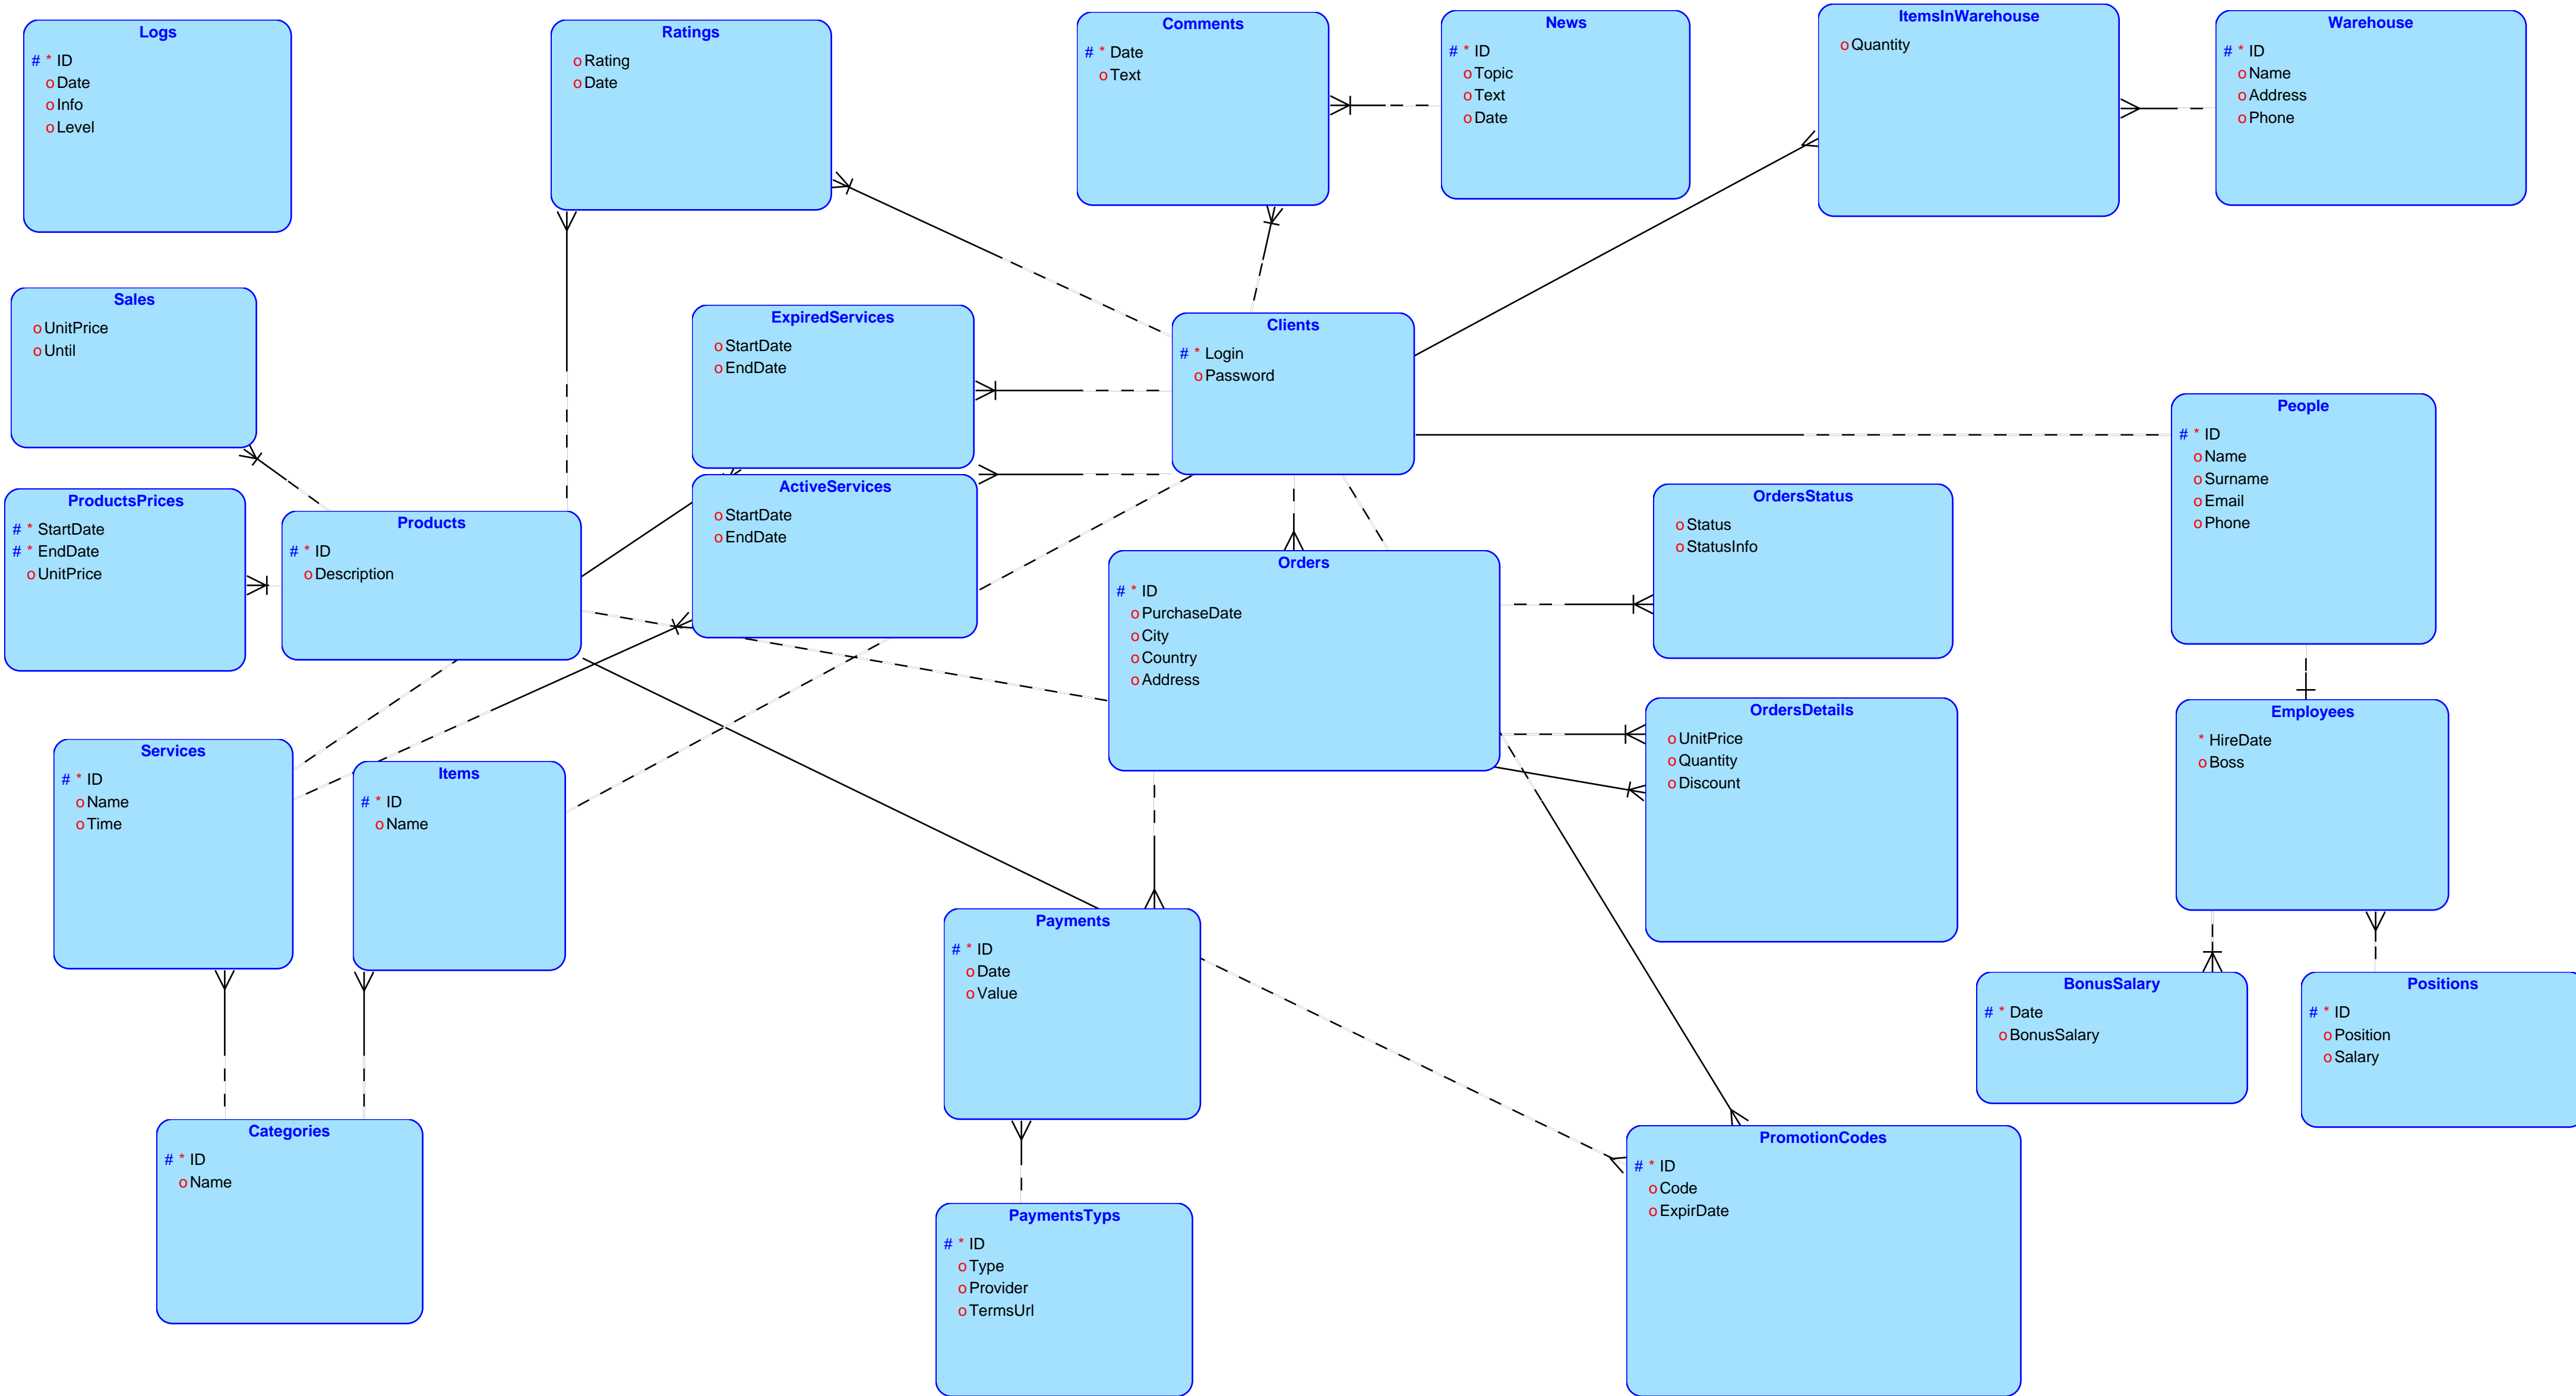 Logs
# * ID
o Date
o Info
o Level
Ratings
o Rating
o Date
Comments
# * Date
o Text
News
# * ID
o Topic
o Text
o Date
ItemsInWarehouse
o Quantity
Warehouse
# * ID
o Name
o Address
o Phone
Sales
o UnitPrice
o Until
ExpiredServices
o StartDate
o EndDate
Clients
# * Login
o Password
People
# * ID
o Name
o Surname
o Email
o Phone
ProductsPrices
# * StartDate
# * EndDate
o UnitPrice
Products
# * ID
o Description
ActiveServices
o StartDate
o EndDate
Orders
# * ID
o PurchaseDate
o City
o Country
o Address
OrdersStatus
o Status
o StatusInfo
OrdersDetails
o UnitPrice
o Quantity
o Discount
Employees
* HireDate
o Boss
Services
# * ID
o Name
o Time
Items
# * ID
o Name
Payments
# * ID
o Date
o Value
BonusSalary
# * Date
o BonusSalary
Positions
# * ID
o Position
o Salary
Categories
# * ID
o Name
PaymentsTyps
# * ID
o Type
o Provider
o TermsUrl
PromotionCodes
# * ID
o Code
o ExpirDate